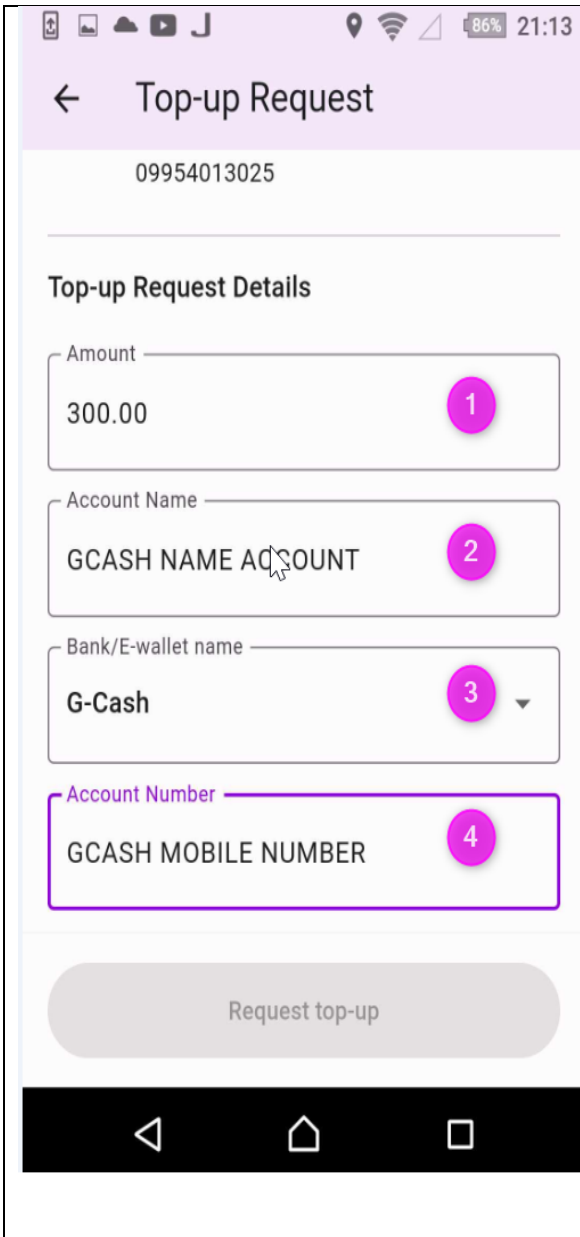 86% 21:13
Top-up Request
09954013025
Top-up Request Details
Amount
300.00
1
Account Name
GCASH NAME ACCOUNT
2
Bank/E-wallet name
G-Cash
3
Account Number
GCASH MOBILE NUMBER
4
Request top-up